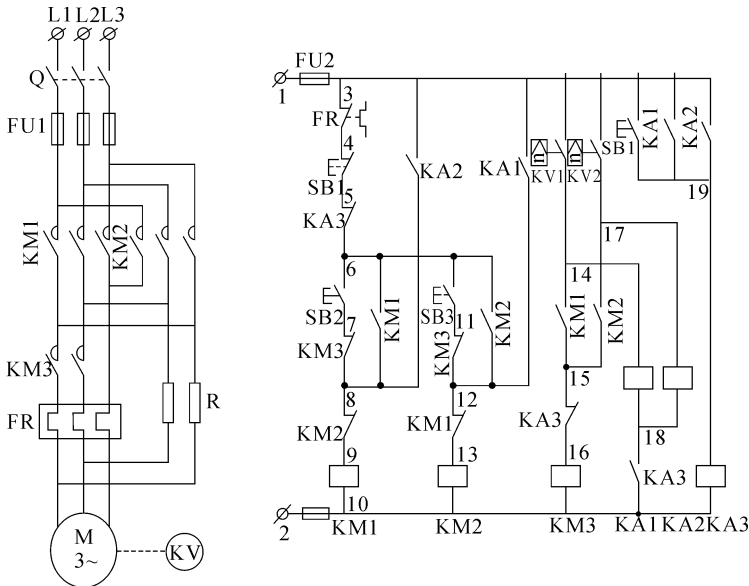 L1 L2 L3
Q
FU1
KM1
KM2
KM3
FR
R
M
3~
KV
FU2
1
3
FR
4
SB1
5
KA3
KA2
KA1
n
KV1
n
KV2
SB1
KA1
KA2
19
17
6
14
SB2
KM1
SB3
KM2
KM1
KM2
7
11
KM3
KM3
15
8
12
KA3
18
KM2
KM1
9
13
16
KA3
10
2
KM1
KM2
KM3
KA1 KA2 KA3